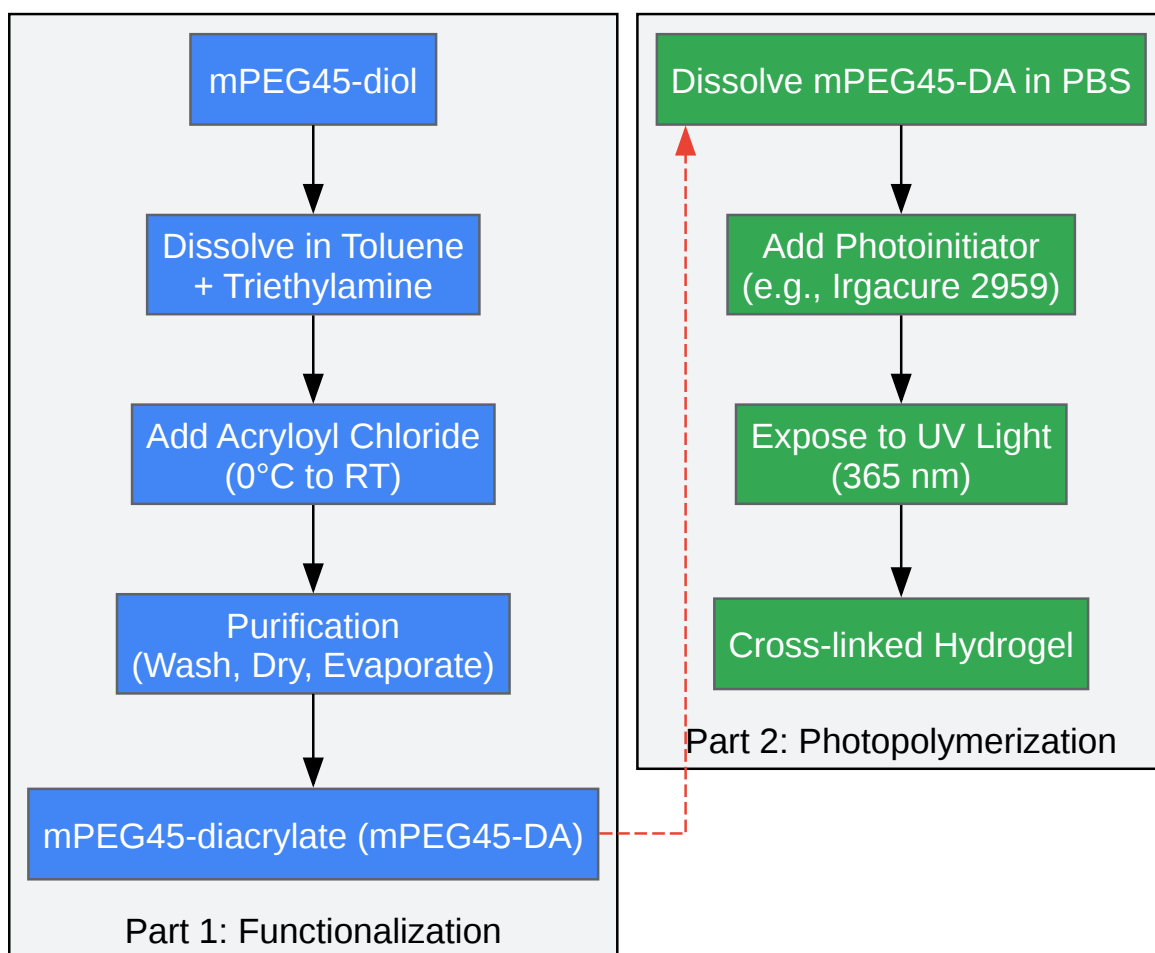 mPEG45-diol
Dissolve in Toluene
+ Triethylamine
Add Acryloyl Chloride
(0°C to RT)
Purification
(Wash, Dry, Evaporate)
mPEG45-diacrylate (mPEG45-DA)
Part 1: Functionalization
Dissolve mPEG45-DA in PBS
Add Photoinitiator
(e.g., Irgacure 2959)
Expose to UV Light
(365 nm)
Cross-linked Hydrogel
Part 2: Photopolymerization